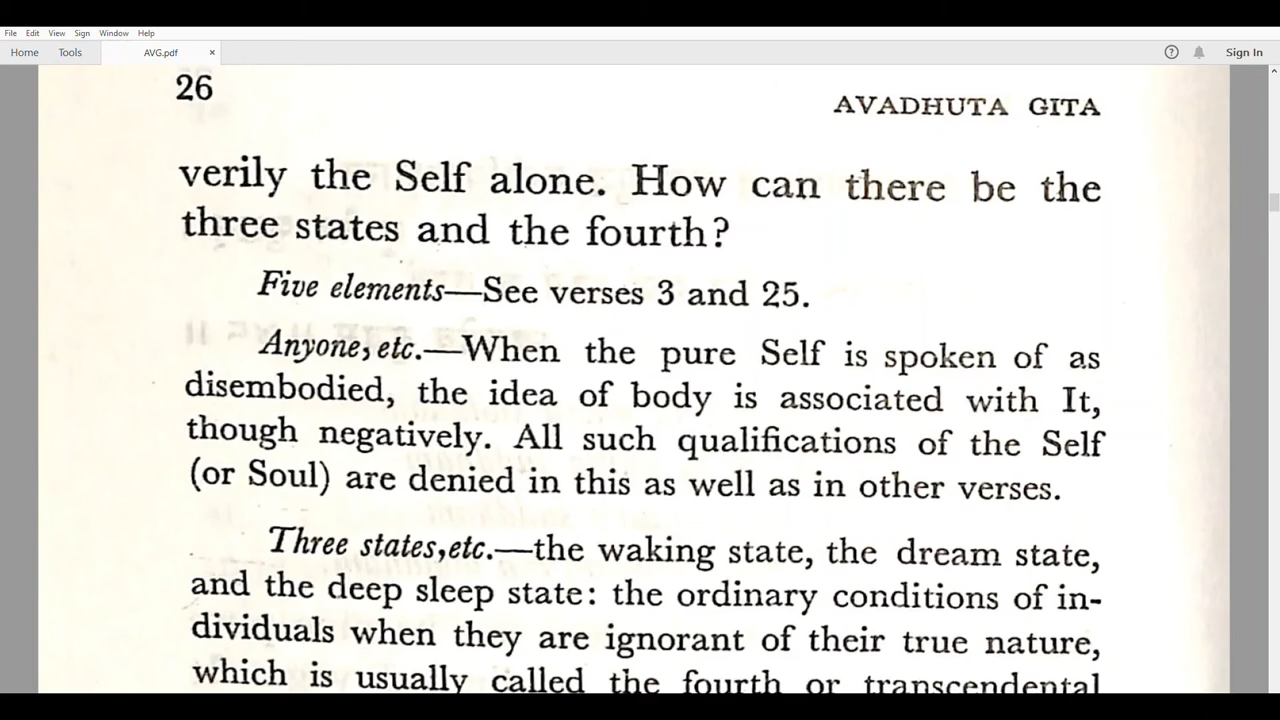 File Edit View Sign Window Help
Home Tools AVG.pdf × ? Sign In
26
AVADHUTA GITA
verily the Self alone. How can there be the
three states and the fourth?
Five elements—See verses 3 and 25.
Anyone, etc.—When the pure Self is spoken of as
disembodied, the idea of body is associated with It,
though negatively. All such qualifications of the Self
(or Soul) are denied in this as well as in other verses.
Three states, etc.—the waking state, the dream state,
and the deep sleep state: the ordinary conditions of in-
dividuals when they are ignorant of their true nature,
which is usually called the fourth or transcendental